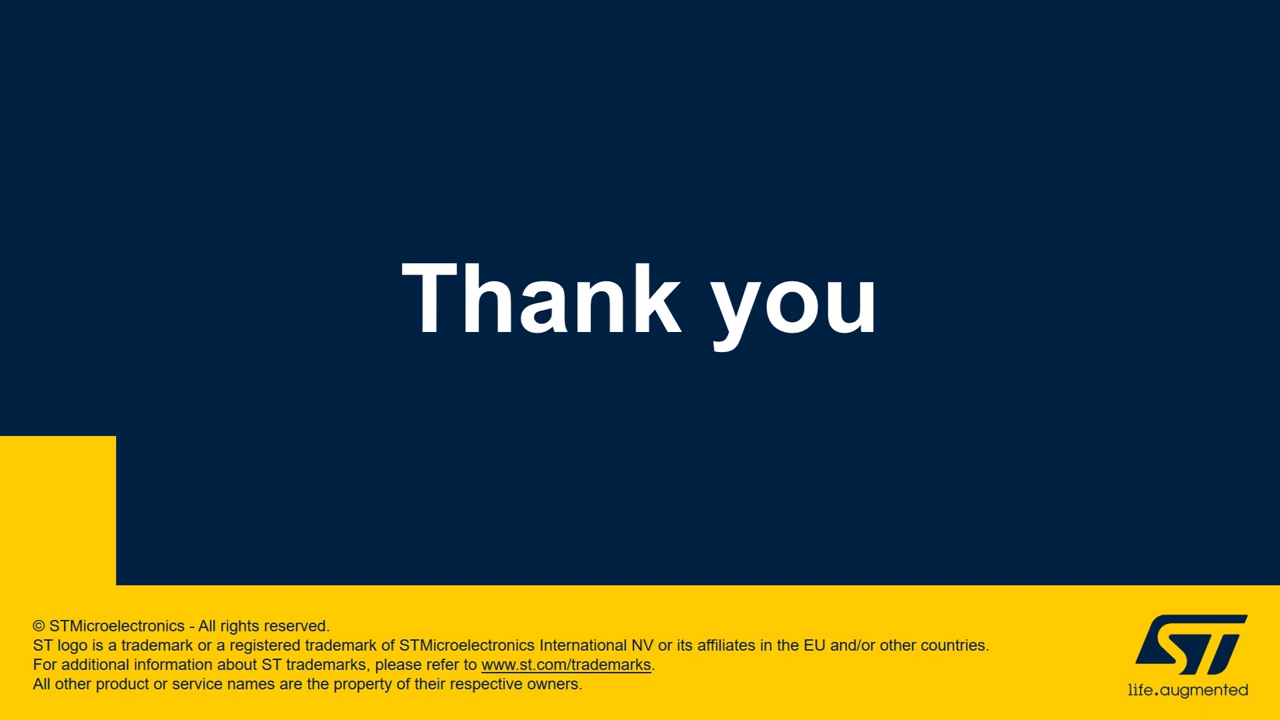 Thank you
© STMicroelectronics - All rights reserved.
ST logo is a trademark or a registered trademark of STMicroelectronics International NV or its affiliates in the EU and/or other countries.
For additional information about ST trademarks, please refer to www.st.com/trademarks.
All other product or service names are the property of their respective owners.
ST
life.augmented